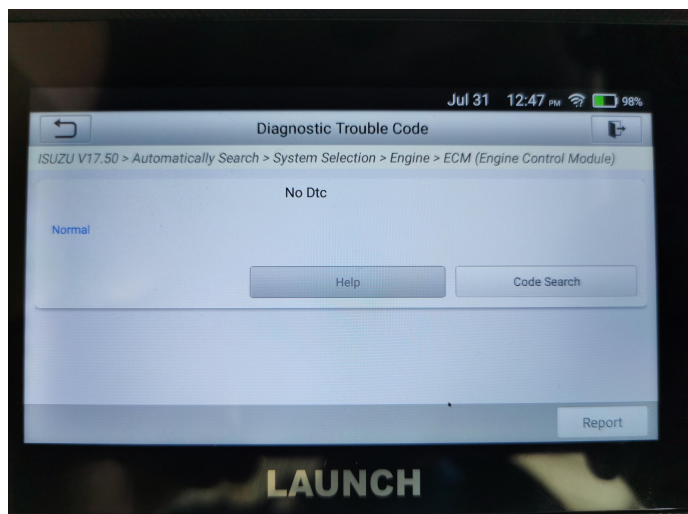 Jul 31 12:47 PM 98%
Diagnostic Trouble Code
ISUZU V17.50 > Automatically Search > System Selection > Engine > ECM (Engine Control Module)
No Dtc
Normal
Help Code Search
Report
LAUNCH